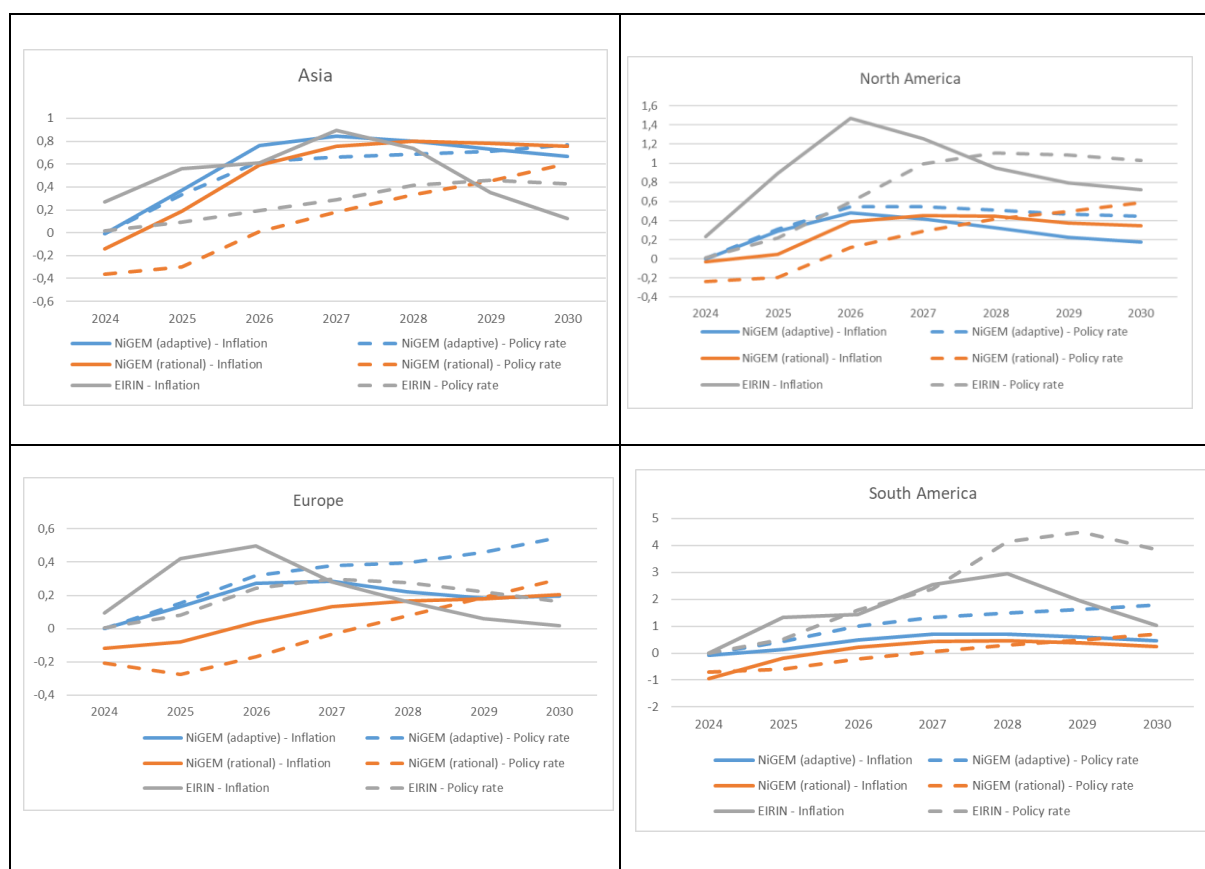 Asia
1
0,8
0,6
0,4
0,2
0
-0,2
-0,4
-0,6
2024 2025 2026 2027 2028 2029 2030
NiGEM (adaptive) - Inflation NiGEM (adaptive) - Policy rate
NiGEM (rational) - Inflation NiGEM (rational) - Policy rate
EIRIN - Inflation EIRIN - Policy rate
North America
1,6
1,4
1,2
1
0,8
0,6
0,4
0,2
0
-0,2
-0,4
2024 2025 2026 2027 2028 2029 2030
NiGEM (adaptive) - Inflation NiGEM (adaptive) - Policy rate
NiGEM (rational) - Inflation NiGEM (rational) - Policy rate
EIRIN - Inflation EIRIN - Policy rate
Europe
0,6
0,4
0,2
0
-0,2
-0,4
2024 2025 2026 2027 2028 2029 2030
NiGEM (adaptive) - Inflation NiGEM (adaptive) - Policy rate
NiGEM (rational) - Inflation NiGEM (rational) - Policy rate
EIRIN - Inflation EIRIN - Policy rate
South America
5
4
3
2
1
0
-1
-2
2024 2025 2026 2027 2028 2029 2030
NiGEM (adaptive) - Inflation NiGEM (adaptive) - Policy rate
NiGEM (rational) - Inflation NiGEM (rational) - Policy rate
EIRIN - Inflation EIRIN - Policy rate